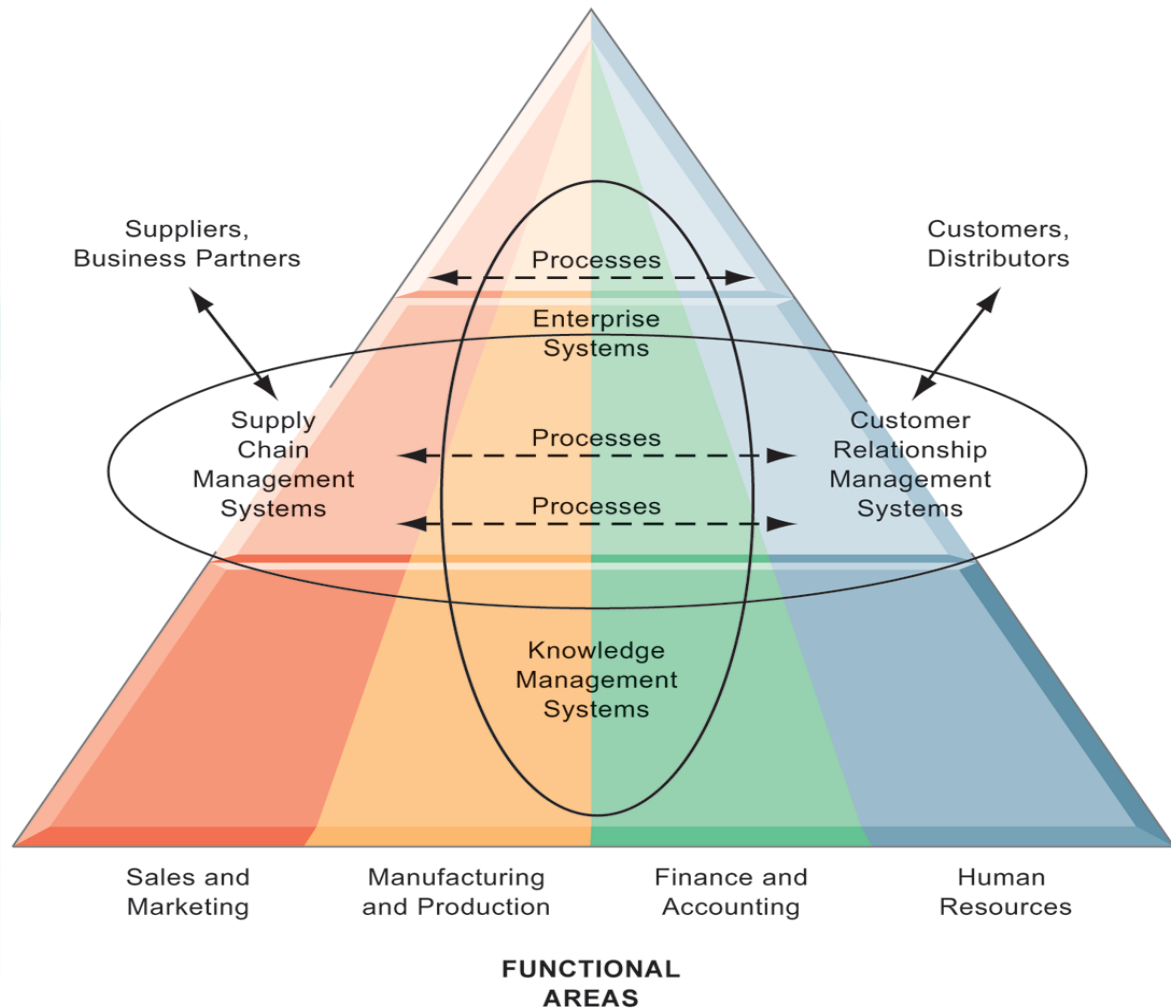 Suppliers,
Business Partners
Customers,
Distributors
Processes
Enterprise
Systems
Supply
Chain
Management
Systems
Processes
Processes
Customer
Relationship
Management
Systems
Knowledge
Management
Systems
Sales and
Marketing
Manufacturing
and Production
Finance and
Accounting
Human
Resources
FUNCTIONAL
AREAS